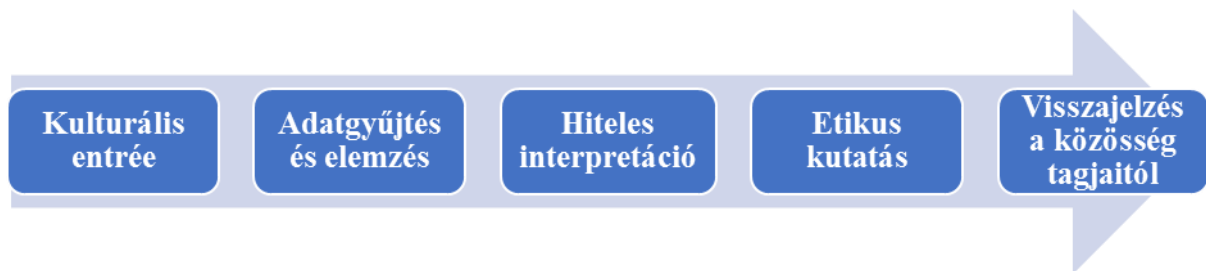 Kulturális
entrée
Adatgyűjtés
és elemzés
Hiteles
interpretáció
Etikus
kutatás
Visszajelzés
a közösség
tagjaitól